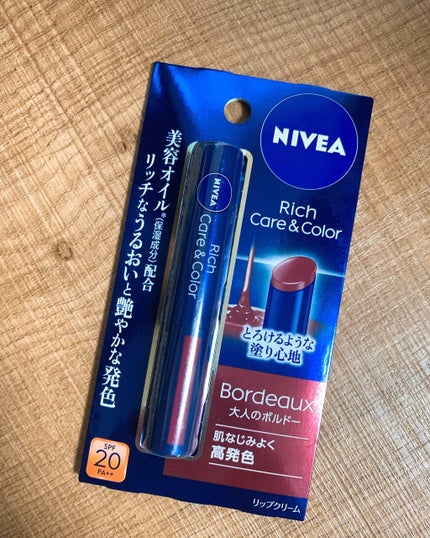 NIVEA
Rich
Care & Color
美容オイル*(保湿成分)配合
リッチなうるおいと艶やかな発色
NIVEA
Rich
Care & Color
とろけるような
塗り心地
Bordeaux
大人のボルドー
肌なじみよく
高発色
SPF
20
PA++
リップクリーム